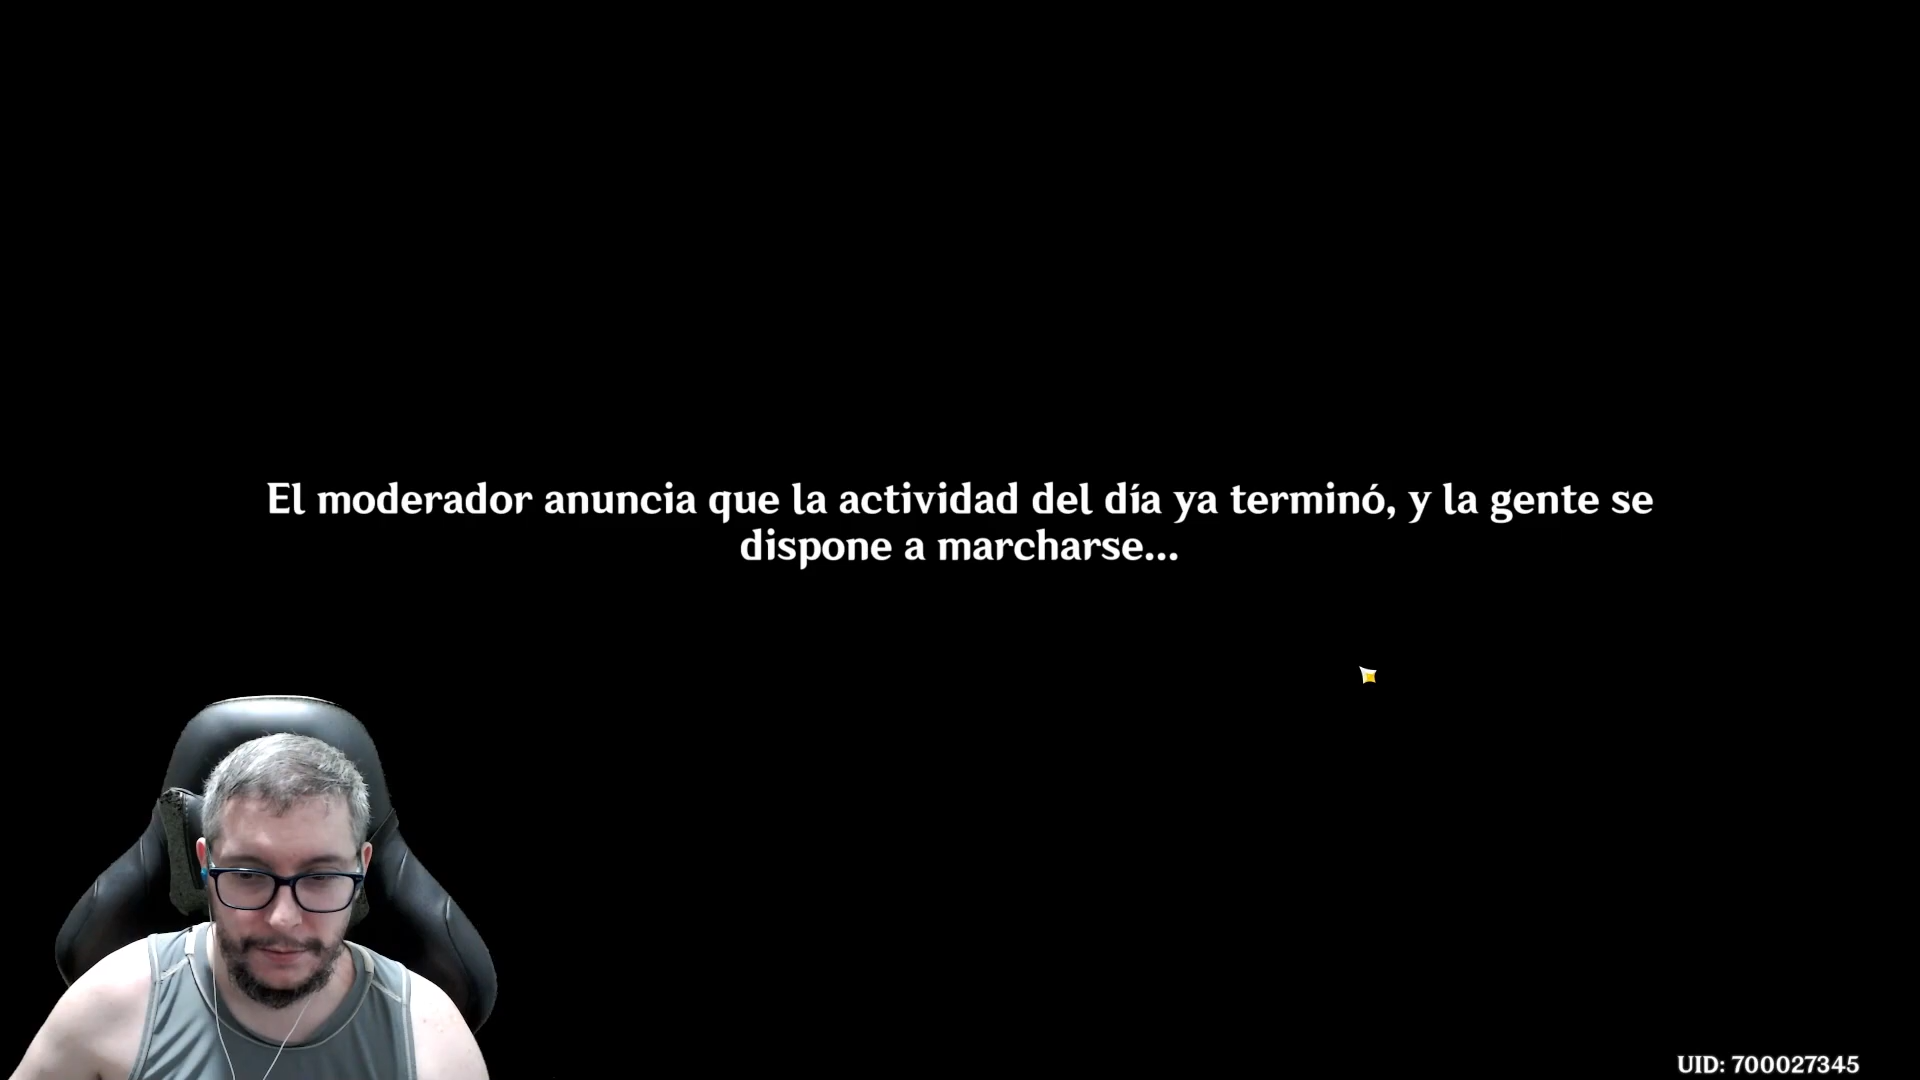 El moderador anuncia que la actividad del día ya terminó, y la gente se
dispone a marcharse...
UID: 700027345